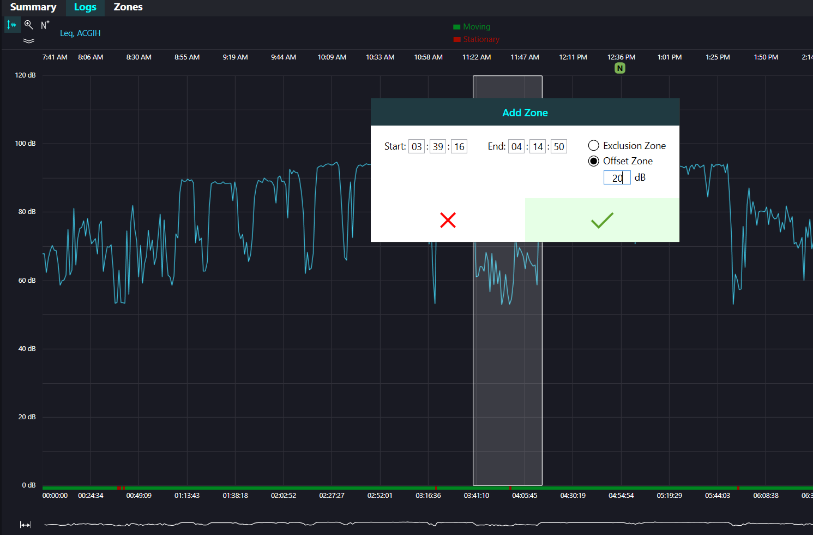 Summary Logs Zones
N+
Leq, ACGIH
Moving
Stationary
7:41 AM 8:06 AM 8:30 AM 8:55 AM 9:19 AM 9:44 AM 10:09 AM 10:33 AM 10:58 AM 11:22 AM 11:47 AM 12:11 PM 12:36 PM 1:01 PM 1:25 PM 1:50 PM 2:14
N
120 dB
Add Zone
100 dB
Start: 03 : 39 : 16 End: 04 : 14 : 50 Exclusion Zone
Offset Zone
20 dB
80 dB
60 dB
40 dB
20 dB
0 dB
00:00:00 00:24:34 00:49:09 01:13:43 01:38:18 02:02:52 02:27:27 02:52:01 03:16:36 03:41:10 04:05:45 04:30:19 04:54:54 05:19:29 05:44:03 06:08:38 06:3